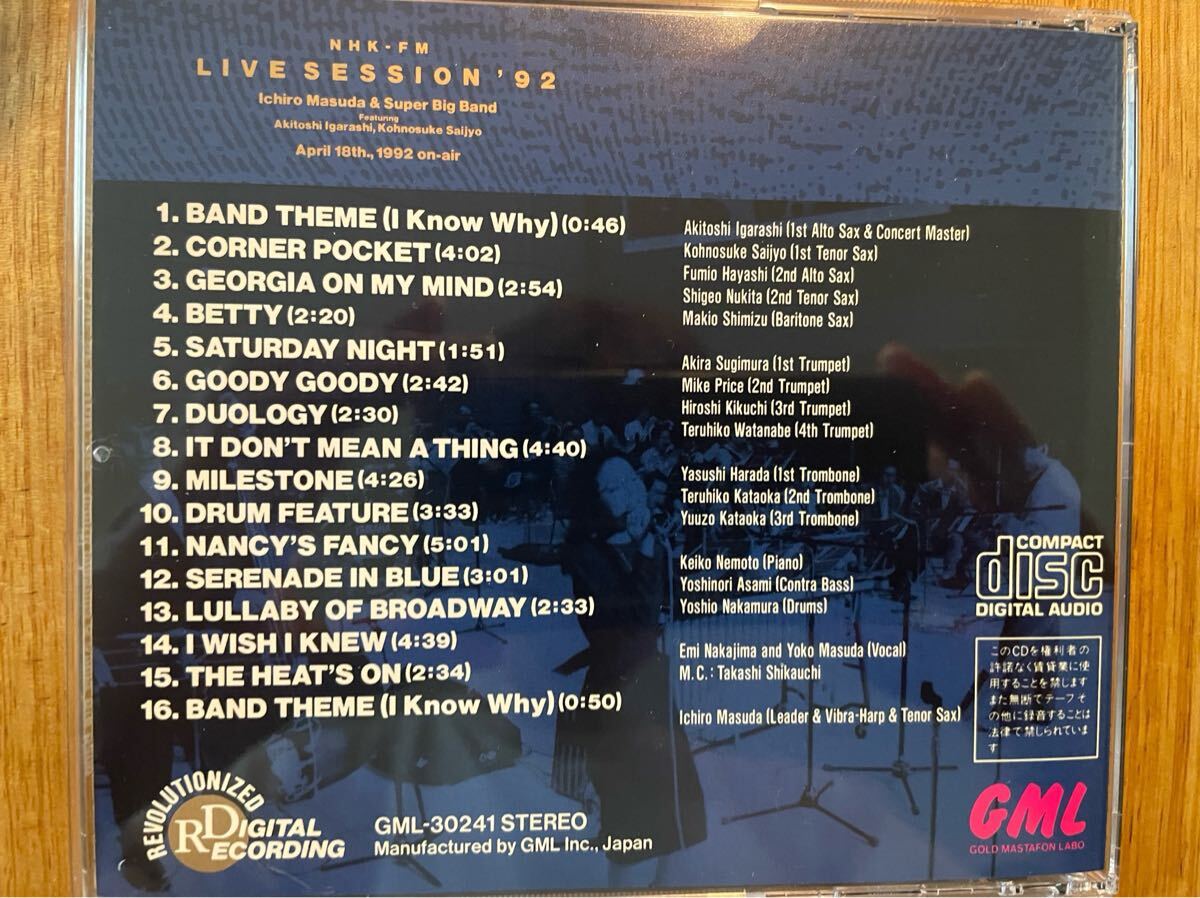 NHK-FM
LIVE SESSION '92
Ichiro Masuda & Super Big Band
Featurinng
Akitoshi Igarashi, Kohnosuke Saijyo
April 18th., 1992 on-air
1. BAND THEME (I Know Why) (0:46)
2. CORNER POCKET (4:02)
3. GEORGIA ON MY MIND (2:54)
4. BETTY (2:20)
5. SATURDAY NIGHT (1:51)
6. GOODY GOODY (2:42)
7. DUOLOGY (2:30)
8. IT DON'T MEAN A THING (4:40)
9. MILESTONE (4:26)
10. DRUM FEATURE (3:33)
11. NANCY'S FANCY (5:01)
12. SERENADE IN BLUE (3:01)
13. LULLABY OF BROADWAY (2:33)
14. I WISH I KNEW (4:39)
15. THE HEAT'S ON (2:34)
16. BAND THEME (I Know Why) (0:50)
Akitoshi Igarashi (1st Alto Sax & Concert Master)
Kohnosuke Saijyo (1st Tenor Sax)
Fumio Hayashi (2nd Alto Sax)
Shigeo Nukita (2nd Tenor Sax)
Makio Shimizu (Baritone Sax)
Akira Sugimura (1st Trumpet)
Mike Price (2nd Trumpet)
Hiroshi Kikuchi (3rd Trumpet)
Teruhiko Watanabe (4th Trumpet)
Yasushi Harada (1st Trombone)
Teruhiko Kataoka (2nd Trombone)
Yuuzo Kataoka (3rd Trombone)
Keiko Nemoto (Piano)
Yoshinori Asami (Contra Bass)
Yoshio Nakamura (Drums)
Emi Nakajima and Yoko Masuda (Vocal)
M.C.: Takashi Shikauchi
Ichiro Masuda (Leader & Vibra-Harp & Tenor Sax)
COMPACT
disc
DIGITAL AUDIO
このCDを権利者の
許諾なく賃貸業に使
用することを禁じます
また無断でテープそ
の他に録音することは
法律で禁じられていま
す
REVOLUTIONIZED
DIGITAL
RECORDING
GML-30241 STEREO
Manufactured by GML Inc., Japan
GML
GOLD MASTAFON LABO